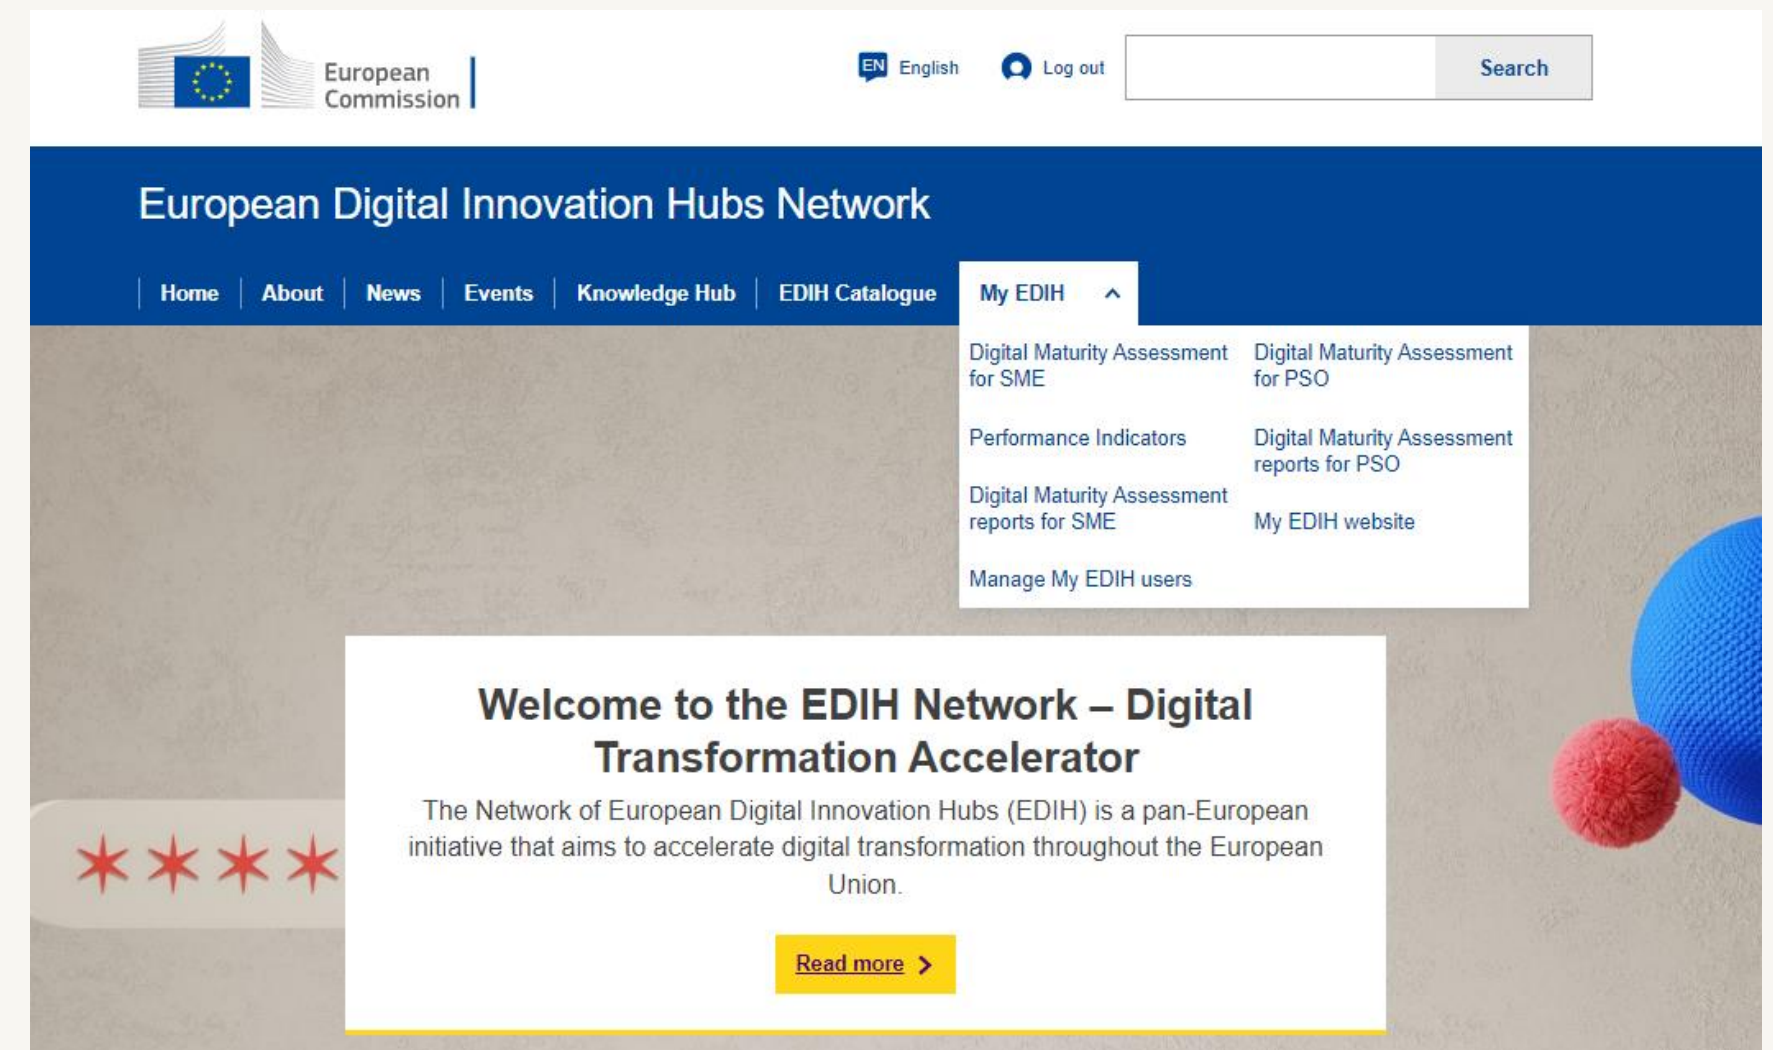 European
Commission
EN English
Log out
Search
European Digital Innovation Hubs Network
Home
About
News
Events
Knowledge Hub
EDIH Catalogue
My EDIH
Digital Maturity Assessment
for SME
Digital Maturity Assessment
for PSO
Performance Indicators
Digital Maturity Assessment
reports for PSO
Digital Maturity Assessment
reports for SME
My EDIH website
Manage My EDIH users
Welcome to the EDIH Network – Digital
Transformation Accelerator
The Network of European Digital Innovation Hubs (EDIH) is a pan-European
initiative that aims to accelerate digital transformation throughout the European
Union.
Read more